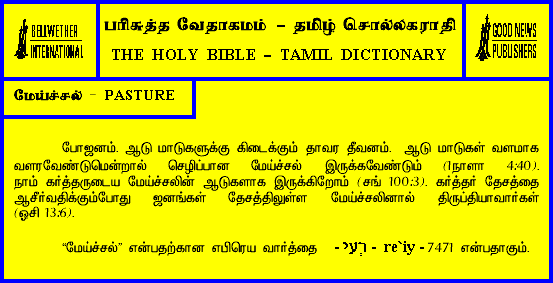 BELLWETHER
INTERNATIONAL
பரிசுத்த வேதாகமம் – தமிழ் சொல்லகராதி
THE HOLY BIBLE – TAMIL DICTIONARY
GOOD NEWS
PUBLISHERS
மேய்ச்சல் - PASTURE
போஜனம். ஆடு மாடுகளுக்கு கிடைக்கும் தாவர தீவனம். ஆடு மாடுகள் வளமாக
வளரவேண்டுமென்றால் செழிப்பான மேய்ச்சல் இருக்கவேண்டும் (1நாளா 4:40).
நாம் கர்த்தருடைய மேய்ச்சலின் ஆடுகளாக இருக்கிறோம் (சங் 100:3). கர்த்தர் தேசத்தை
ஆசீர்வதிக்கும்போது ஜனங்கள் தேசத்திலுள்ள மேய்ச்சலினால் திருப்தியாவார்கள்
(ஓசி 13:6).
“மேய்ச்சல்” என்பதற்கான எபிரெய வார்த்தை - רְעִי - re`iy - 7471 என்பதாகும்.